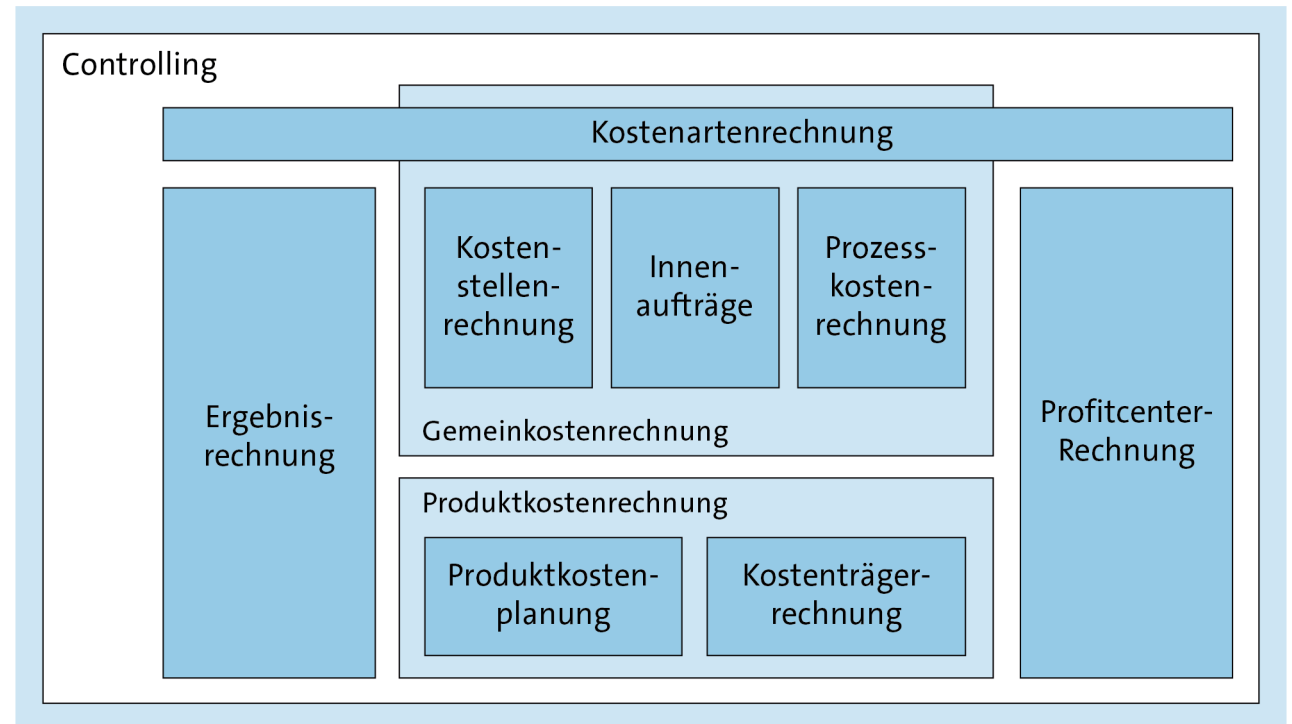 Controlling
Kostenartenrechnung
Kosten-
stellen-
rechnung
Innen-
aufträge
Prozess-
kosten-
rechnung
Gemeinkostenrechnung
Ergebnis-
rechnung
Profitcenter-
Rechnung
Produktkostenrechnung
Produktkosten-
planung
Kostenträger-
rechnung